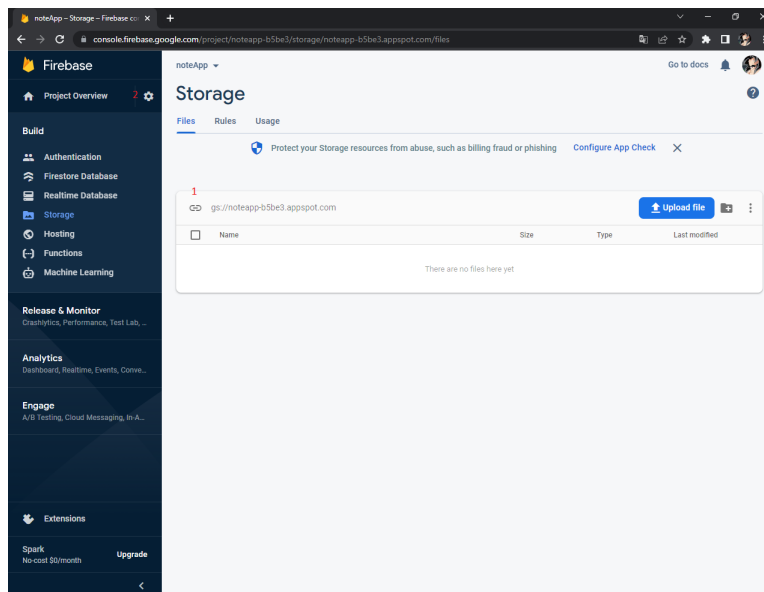 noteApp – Storage – Firebase con
console.firebase.google.com/project/noteapp-b5be3/storage/noteapp-b5be3.appspot.com/files
Firebase
noteApp
Go to docs
Project Overview
2
Storage
Files
Rules
Usage
Build
Protect your Storage resources from abuse, such as billing fraud or phishing
Configure App Check
Authentication
Firestore Database
Realtime Database
Storage
Hosting
Functions
Machine Learning
1
gs://noteapp-b5be3.appspot.com
Upload file
Name
Size
Type
Last modified
There are no files here yet
Release & Monitor
Crashlytics, Performance, Test Lab, ...
Analytics
Dashboard, Realtime, Events, Conve...
Engage
A/B Testing, Cloud Messaging, In-A...
Extensions
Spark
No-cost $0/month
Upgrade